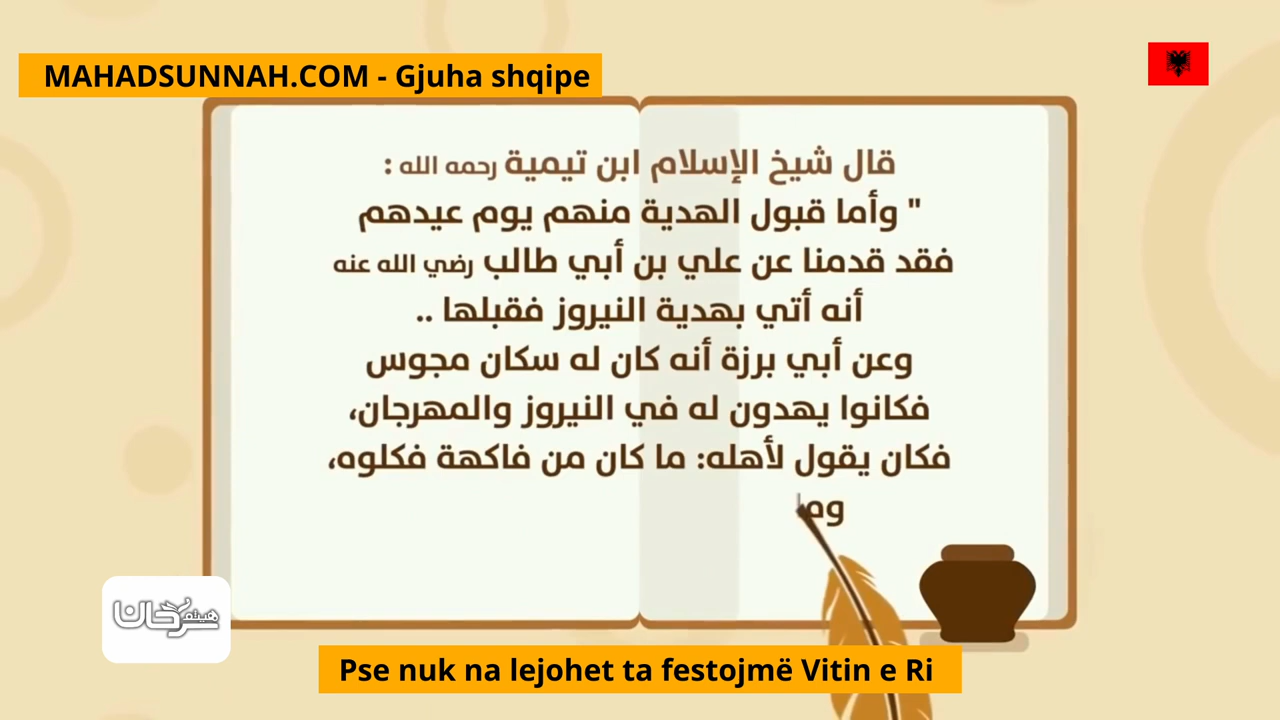 MAHADSUNNAH.COM - Gjuha shqipe
قال شيخ الإسلام ابن تيمية رحمه الله :
" وأما قبول الهدية منهم يوم عيدهم
فقد قدمنا عن علي بن أبي طالب رضي الله عنه
أنه أتي بهدية النيروز فقبلها ..
وعن أبي برزة أنه كان له سكان مجوس
فكانوا يهدون له في النيروز والمهرجان،
فكان يقول لأهله: ما كان من فاكهة فكلوه،
وما
هيثم سرحان
Pse nuk na lejohet ta festojmë Vitin e Ri